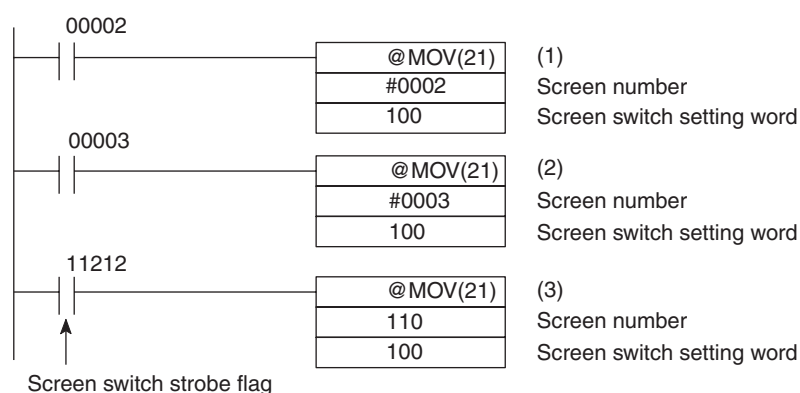 00002
@MOV(21) (1)
#0002 Screen number
100 Screen switch setting word
00003
@MOV(21) (2)
#0003 Screen number
100 Screen switch setting word
11212
@MOV(21) (3)
110 Screen number
100 Screen switch setting word
Screen switch strobe flag